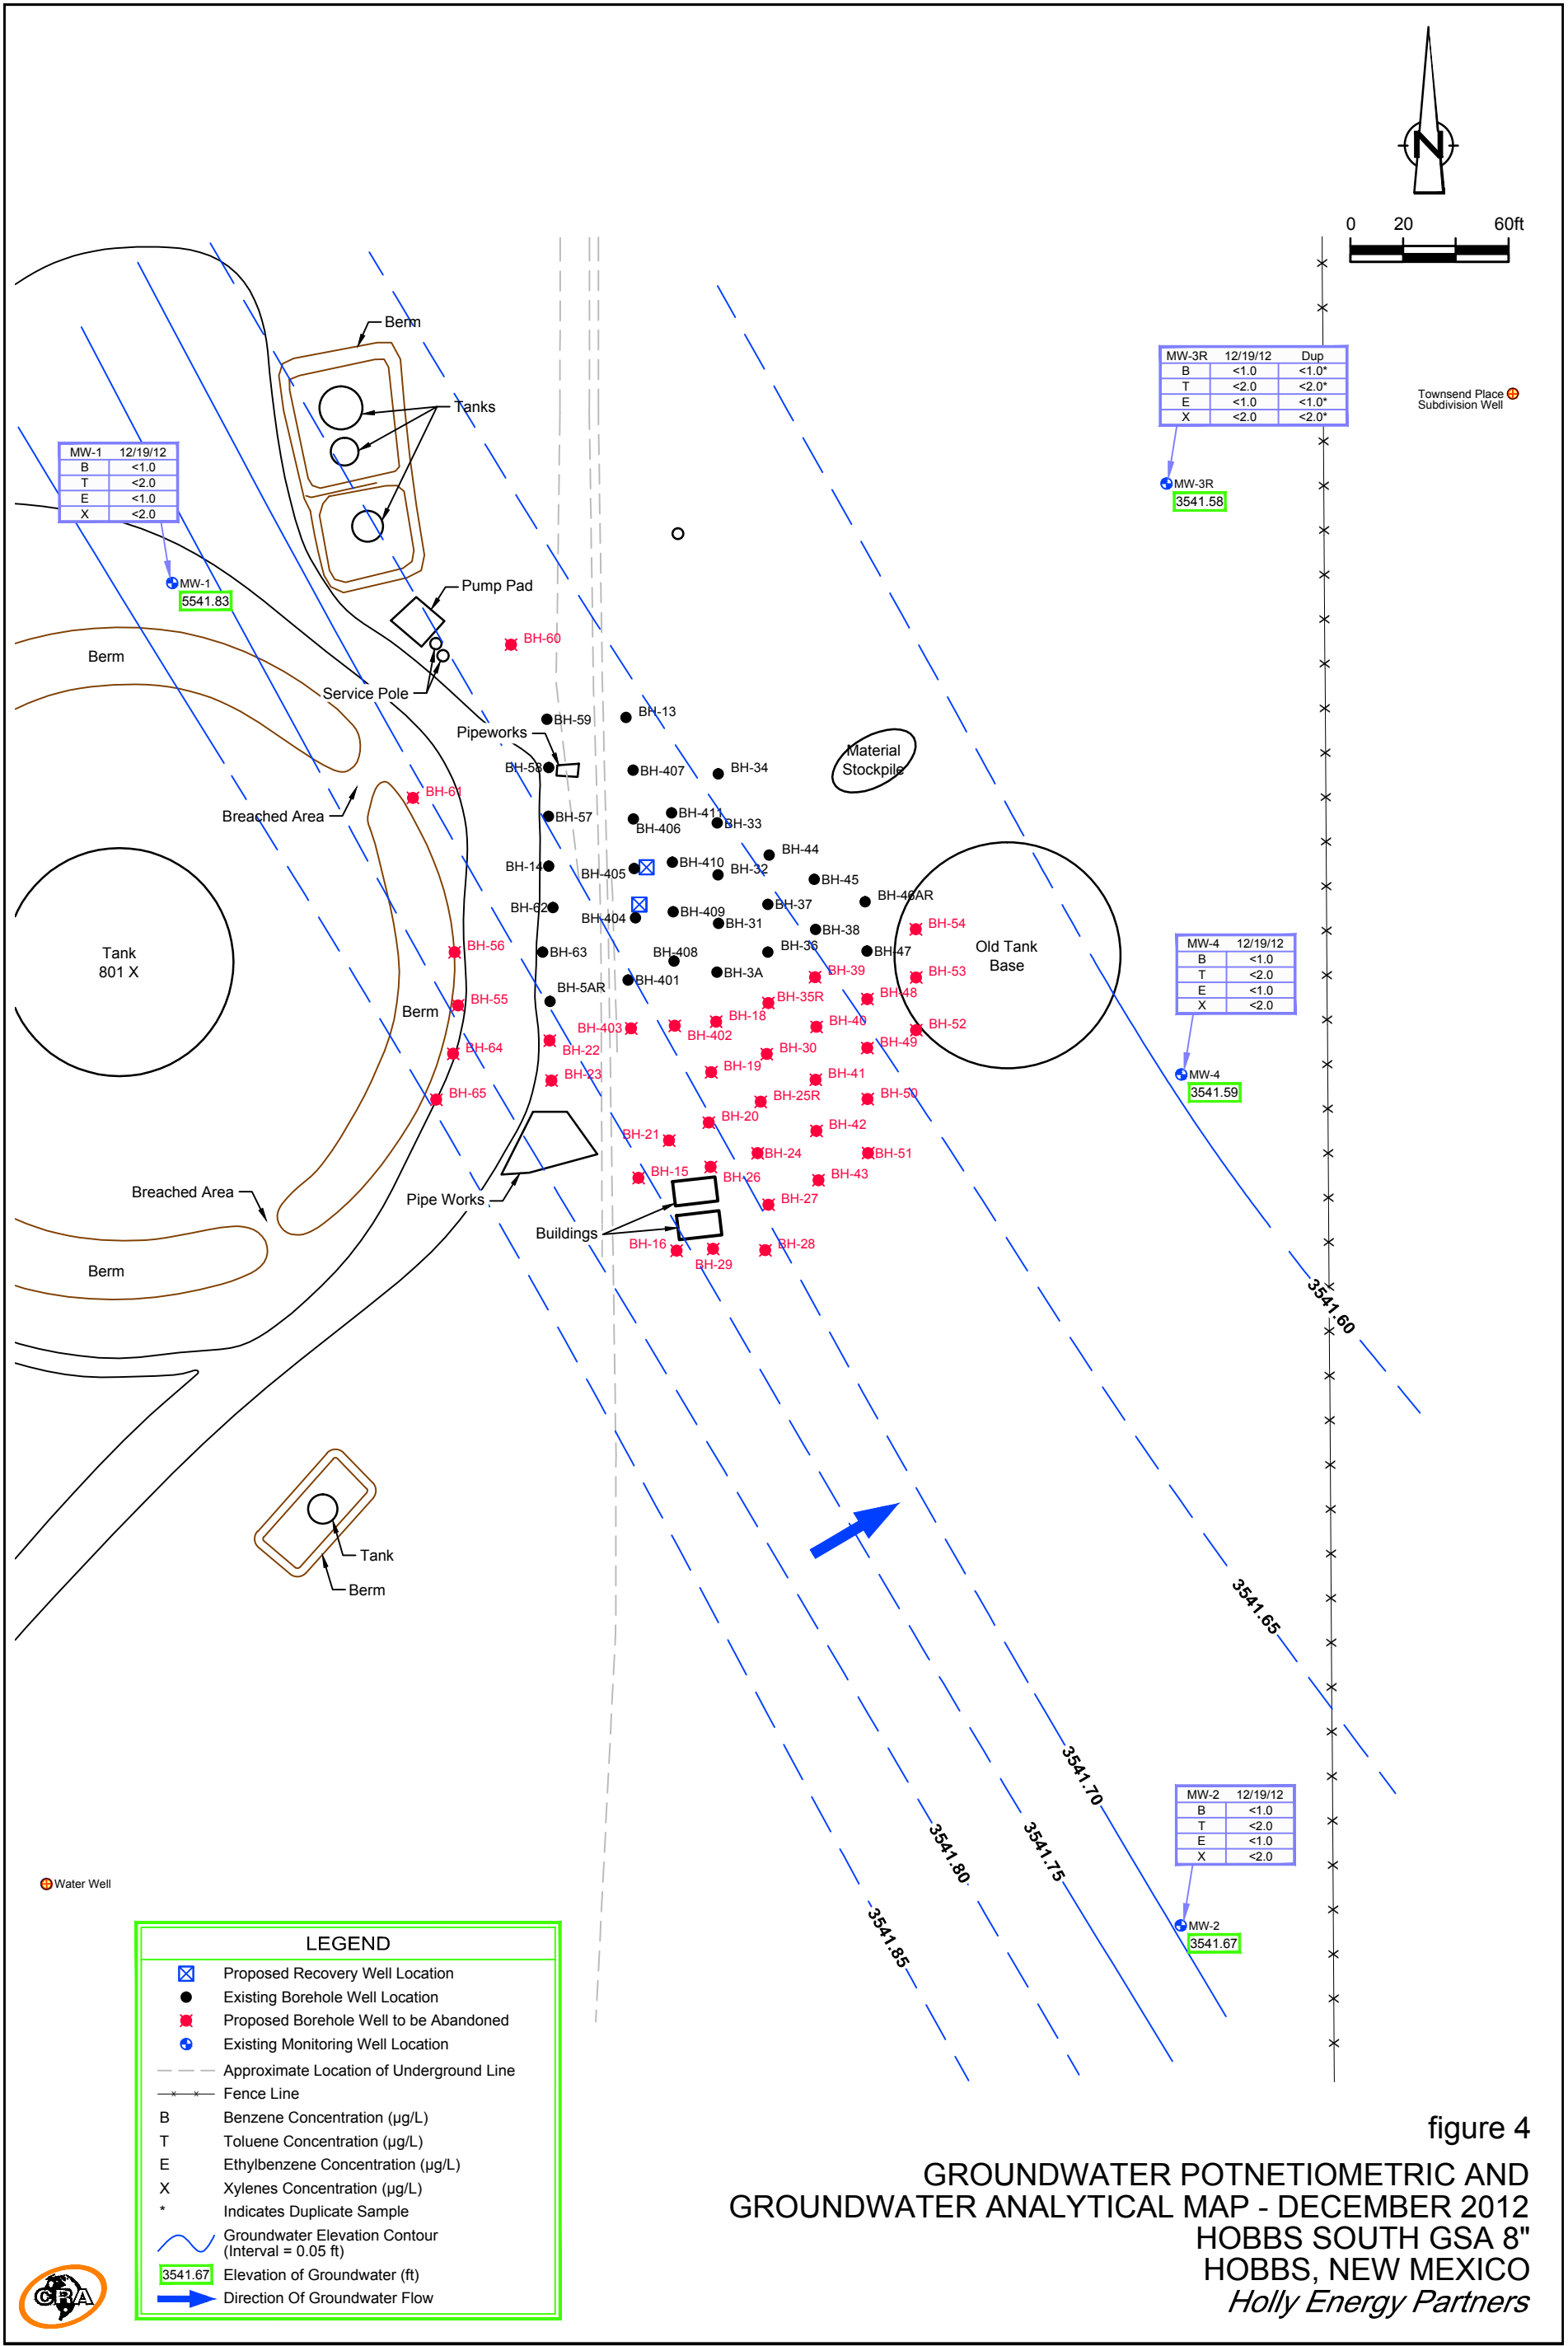 N
0 20 60ft
Berm
Tanks
MW-3R 12/19/12 Dup
B <1.0 <1.0*
T <2.0 <2.0*
E <1.0 <1.0*
X <2.0 <2.0*
Townsend Place
Subdivision Well
MW-1 12/19/12
B <1.0
T <2.0
E <1.0
X <2.0
MW-3R
3541.58
MW-1
5541.83
Pump Pad
BH-60
Berm
Service Pole
BH-59
BH-13
Pipeworks
BH-58
BH-407
BH-34
Material
Stockpile
BH-61
Breached Area
BH-57
BH-406
BH-411
BH-33
BH-14
BH-405
BH-410
BH-32
BH-44
BH-45
BH-62
BH-404
BH-409
BH-31
BH-37
BH-46AR
BH-38
BH-54
Tank
801 X
BH-56
BH-63
BH-408
BH-36
BH-47
Old Tank
Base
MW-4 12/19/12
B <1.0
T <2.0
E <1.0
X <2.0
BH-401
BH-3A
BH-39
BH-53
BH-5AR
BH-55
Berm
BH-35R
BH-48
BH-403
BH-402
BH-18
BH-40
BH-52
BH-22
BH-64
BH-30
BH-49
BH-23
BH-19
BH-41
MW-4
3541.59
BH-65
BH-25R
BH-50
BH-20
BH-21
BH-42
BH-24
BH-51
BH-15
BH-26
BH-43
Breached Area
Pipe Works
BH-27
Buildings
BH-16
BH-29
BH-28
Berm
3541.60
Tank
Berm
3541.65
3541.70
3541.75
3541.80
3541.85
MW-2 12/19/12
B <1.0
T <2.0
E <1.0
X <2.0
MW-2
3541.67
Water Well
LEGEND
Proposed Recovery Well Location
Existing Borehole Well Location
Proposed Borehole Well to be Abandoned
Existing Monitoring Well Location
Approximate Location of Underground Line
Fence Line
B Benzene Concentration (µg/L)
T Toluene Concentration (µg/L)
E Ethylbenzene Concentration (µg/L)
X Xylenes Concentration (µg/L)
* Indicates Duplicate Sample
Groundwater Elevation Contour
(Interval = 0.05 ft)
3541.67 Elevation of Groundwater (ft)
Direction Of Groundwater Flow
CRA
figure 4
GROUNDWATER POTNETIOMETRIC AND
GROUNDWATER ANALYTICAL MAP - DECEMBER 2012
HOBBS SOUTH GSA 8"
HOBBS, NEW MEXICO
Holly Energy Partners